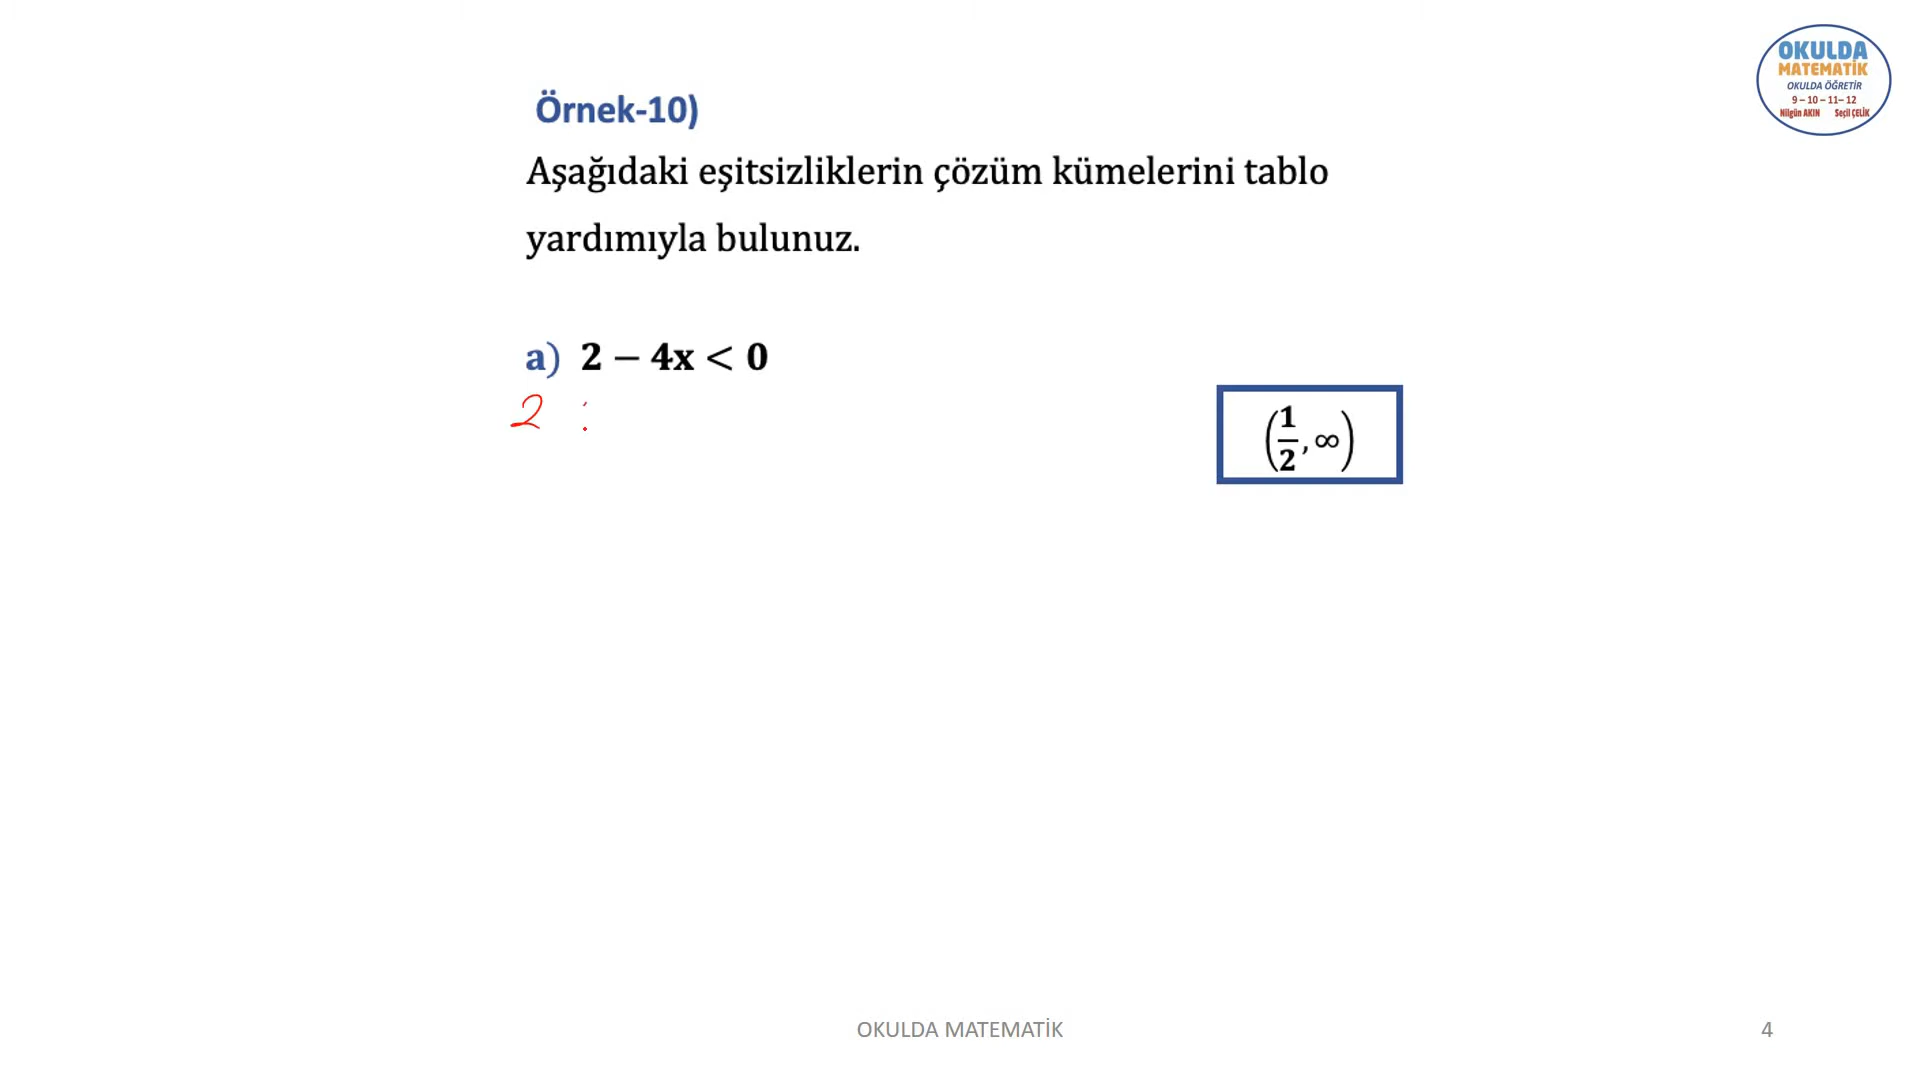 OKULDA
MATEMATİK
OKULDA ÖĞRETİR
9 – 10 – 11– 12
Nilgün AKIN Seçil ÇELİK
Örnek-10)
Aşağıdaki eşitsizliklerin çözüm kümelerini tablo
yardımıyla bulunuz.
a) 2 − 4x < 0
2 :
(1/2, ∞)
OKULDA MATEMATİK
4